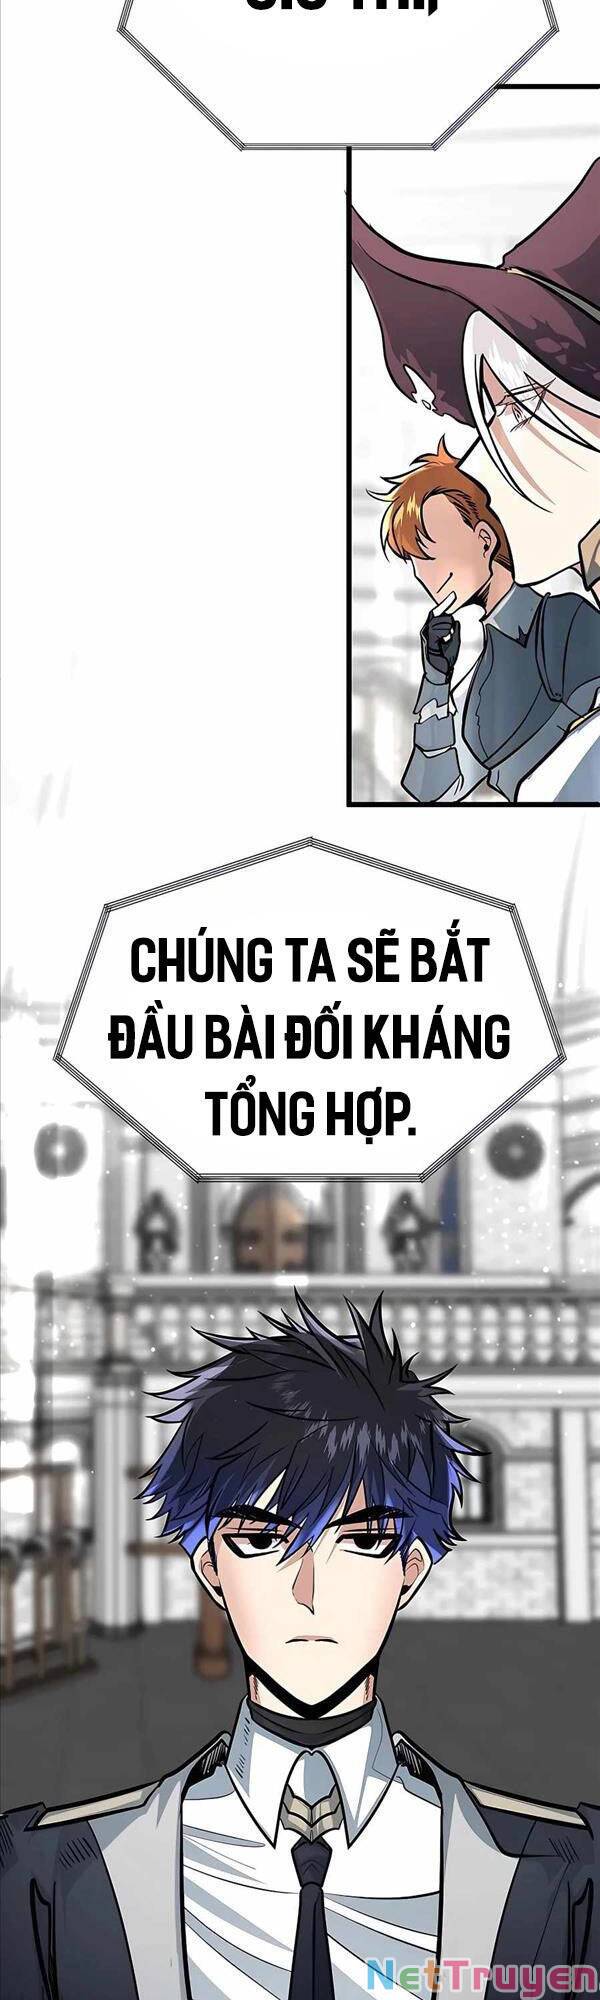 CHÚNG TA SẼ BẮT
ĐẦU BÀI ĐỐI KHÁNG
TỔNG HỢP.
NetTruyen